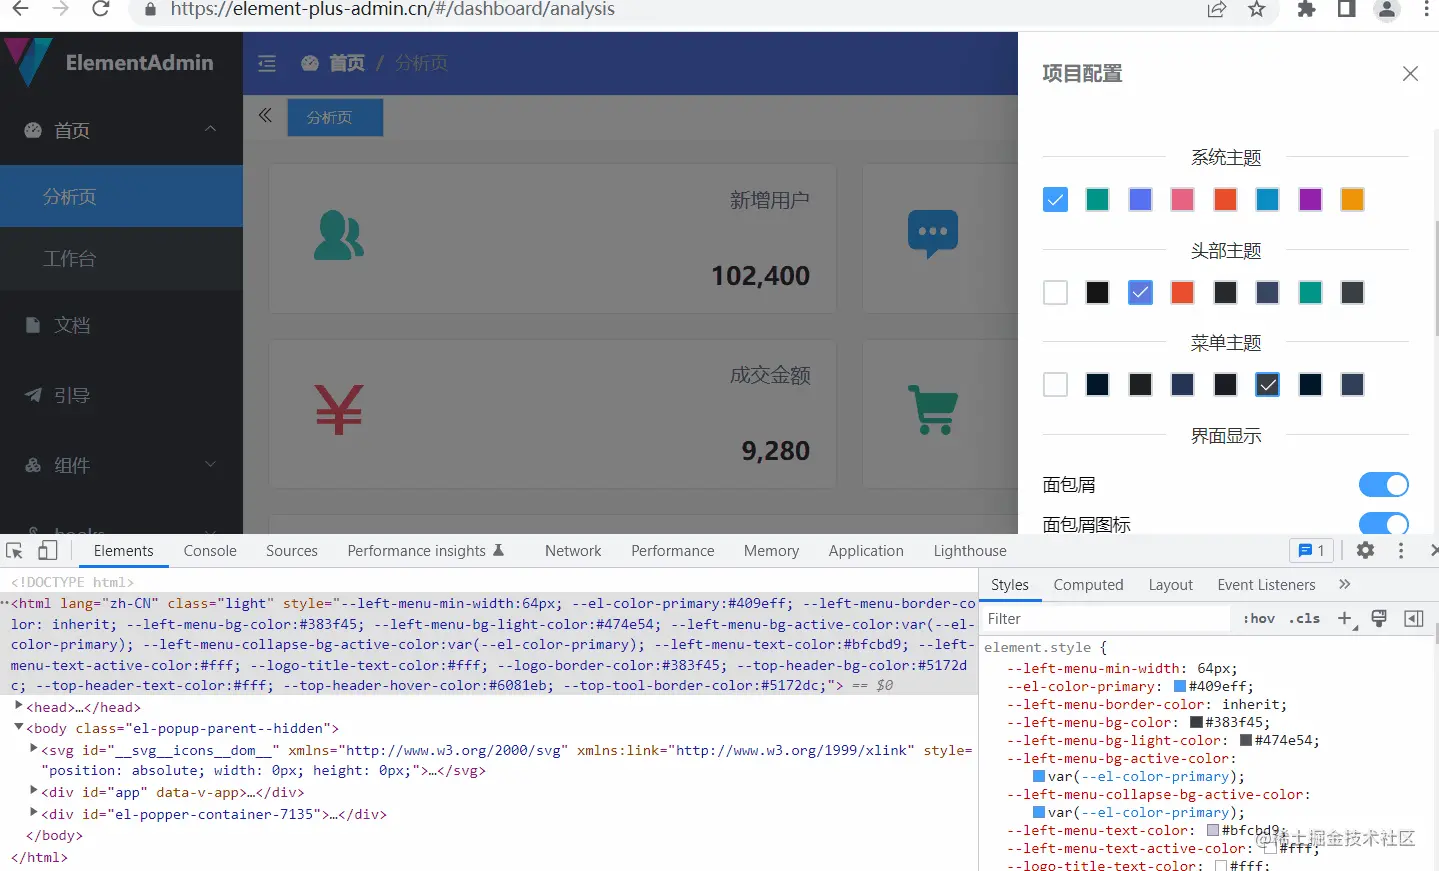 https://element-plus-admin.cn/#/dashboard/analysis
ElementAdmin
首页 / 分析页
项目配置
分析页
首页
分析页
工作台
文档
引导
组件
新增用户
102,400
成交金额
9,280
系统主题
头部主题
菜单主题
界面显示
面包屑
面包屑图标
Elements Console Sources Performance insights Network Performance Memory Application Lighthouse 1
<!DOCTYPE html>
<html lang="zh-CN" class="light" style="--left-menu-min-width:64px; --el-color-primary:#409eff; --left-menu-border-co
lor: inherit; --left-menu-bg-color:#383f45; --left-menu-bg-light-color:#474e54; --left-menu-bg-active-color:var(--el-
color-primary); --left-menu-collapse-bg-active-color:var(--el-color-primary); --left-menu-text-color:#bfcbd9; --left-
menu-text-active-color:#fff; --logo-title-text-color:#fff; --logo-border-color:#383f45; --top-header-bg-color:#5172d
c; --top-header-text-color:#fff; --top-header-hover-color:#6081eb; --top-tool-border-color:#5172dc;"> == $0
<head>…</head>
<body class="el-popup-parent--hidden">
<svg id="__svg__icons__dom__" xmlns="http://www.w3.org/2000/svg" xmlns:link="http://www.w3.org/1999/xlink" style=
"position: absolute; width: 0px; height: 0px;">…</svg>
<div id="app" data-v-app>…</div>
<div id="el-popper-container-7135">…</div>
</body>
</html>
Styles Computed Layout Event Listeners »
Filter :hov .cls +
element.style {
--left-menu-min-width: 64px;
--el-color-primary: #409eff;
--left-menu-border-color: inherit;
--left-menu-bg-color: #383f45;
--left-menu-bg-light-color: #474e54;
--left-menu-bg-active-color:
var(--el-color-primary);
--left-menu-collapse-bg-active-color:
var(--el-color-primary);
--left-menu-text-color: #bfcbd9;
--left-menu-text-active-color: #fff;
--logo-title-text-color: #fff;
@稀土掘金技术社区